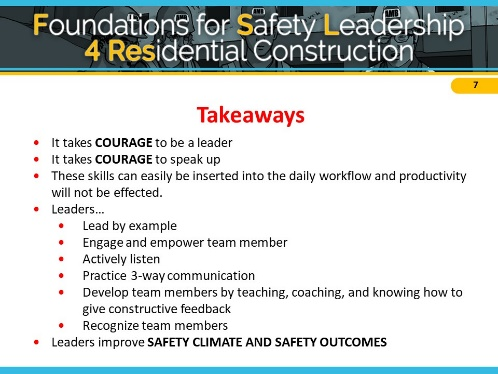 Foundations for Safety Leadership
4 Residential Construction
7
Takeaways
• It takes COURAGE to be a leader
• It takes COURAGE to speak up
• These skills can easily be inserted into the daily workflow and productivity
will not be effected.
• Leaders...
• Lead by example
• Engage and empower team member
• Actively listen
• Practice 3-way communication
• Develop team members by teaching, coaching, and knowing how to
give constructive feedback
• Recognize team members
• Leaders improve SAFETY CLIMATE AND SAFETY OUTCOMES